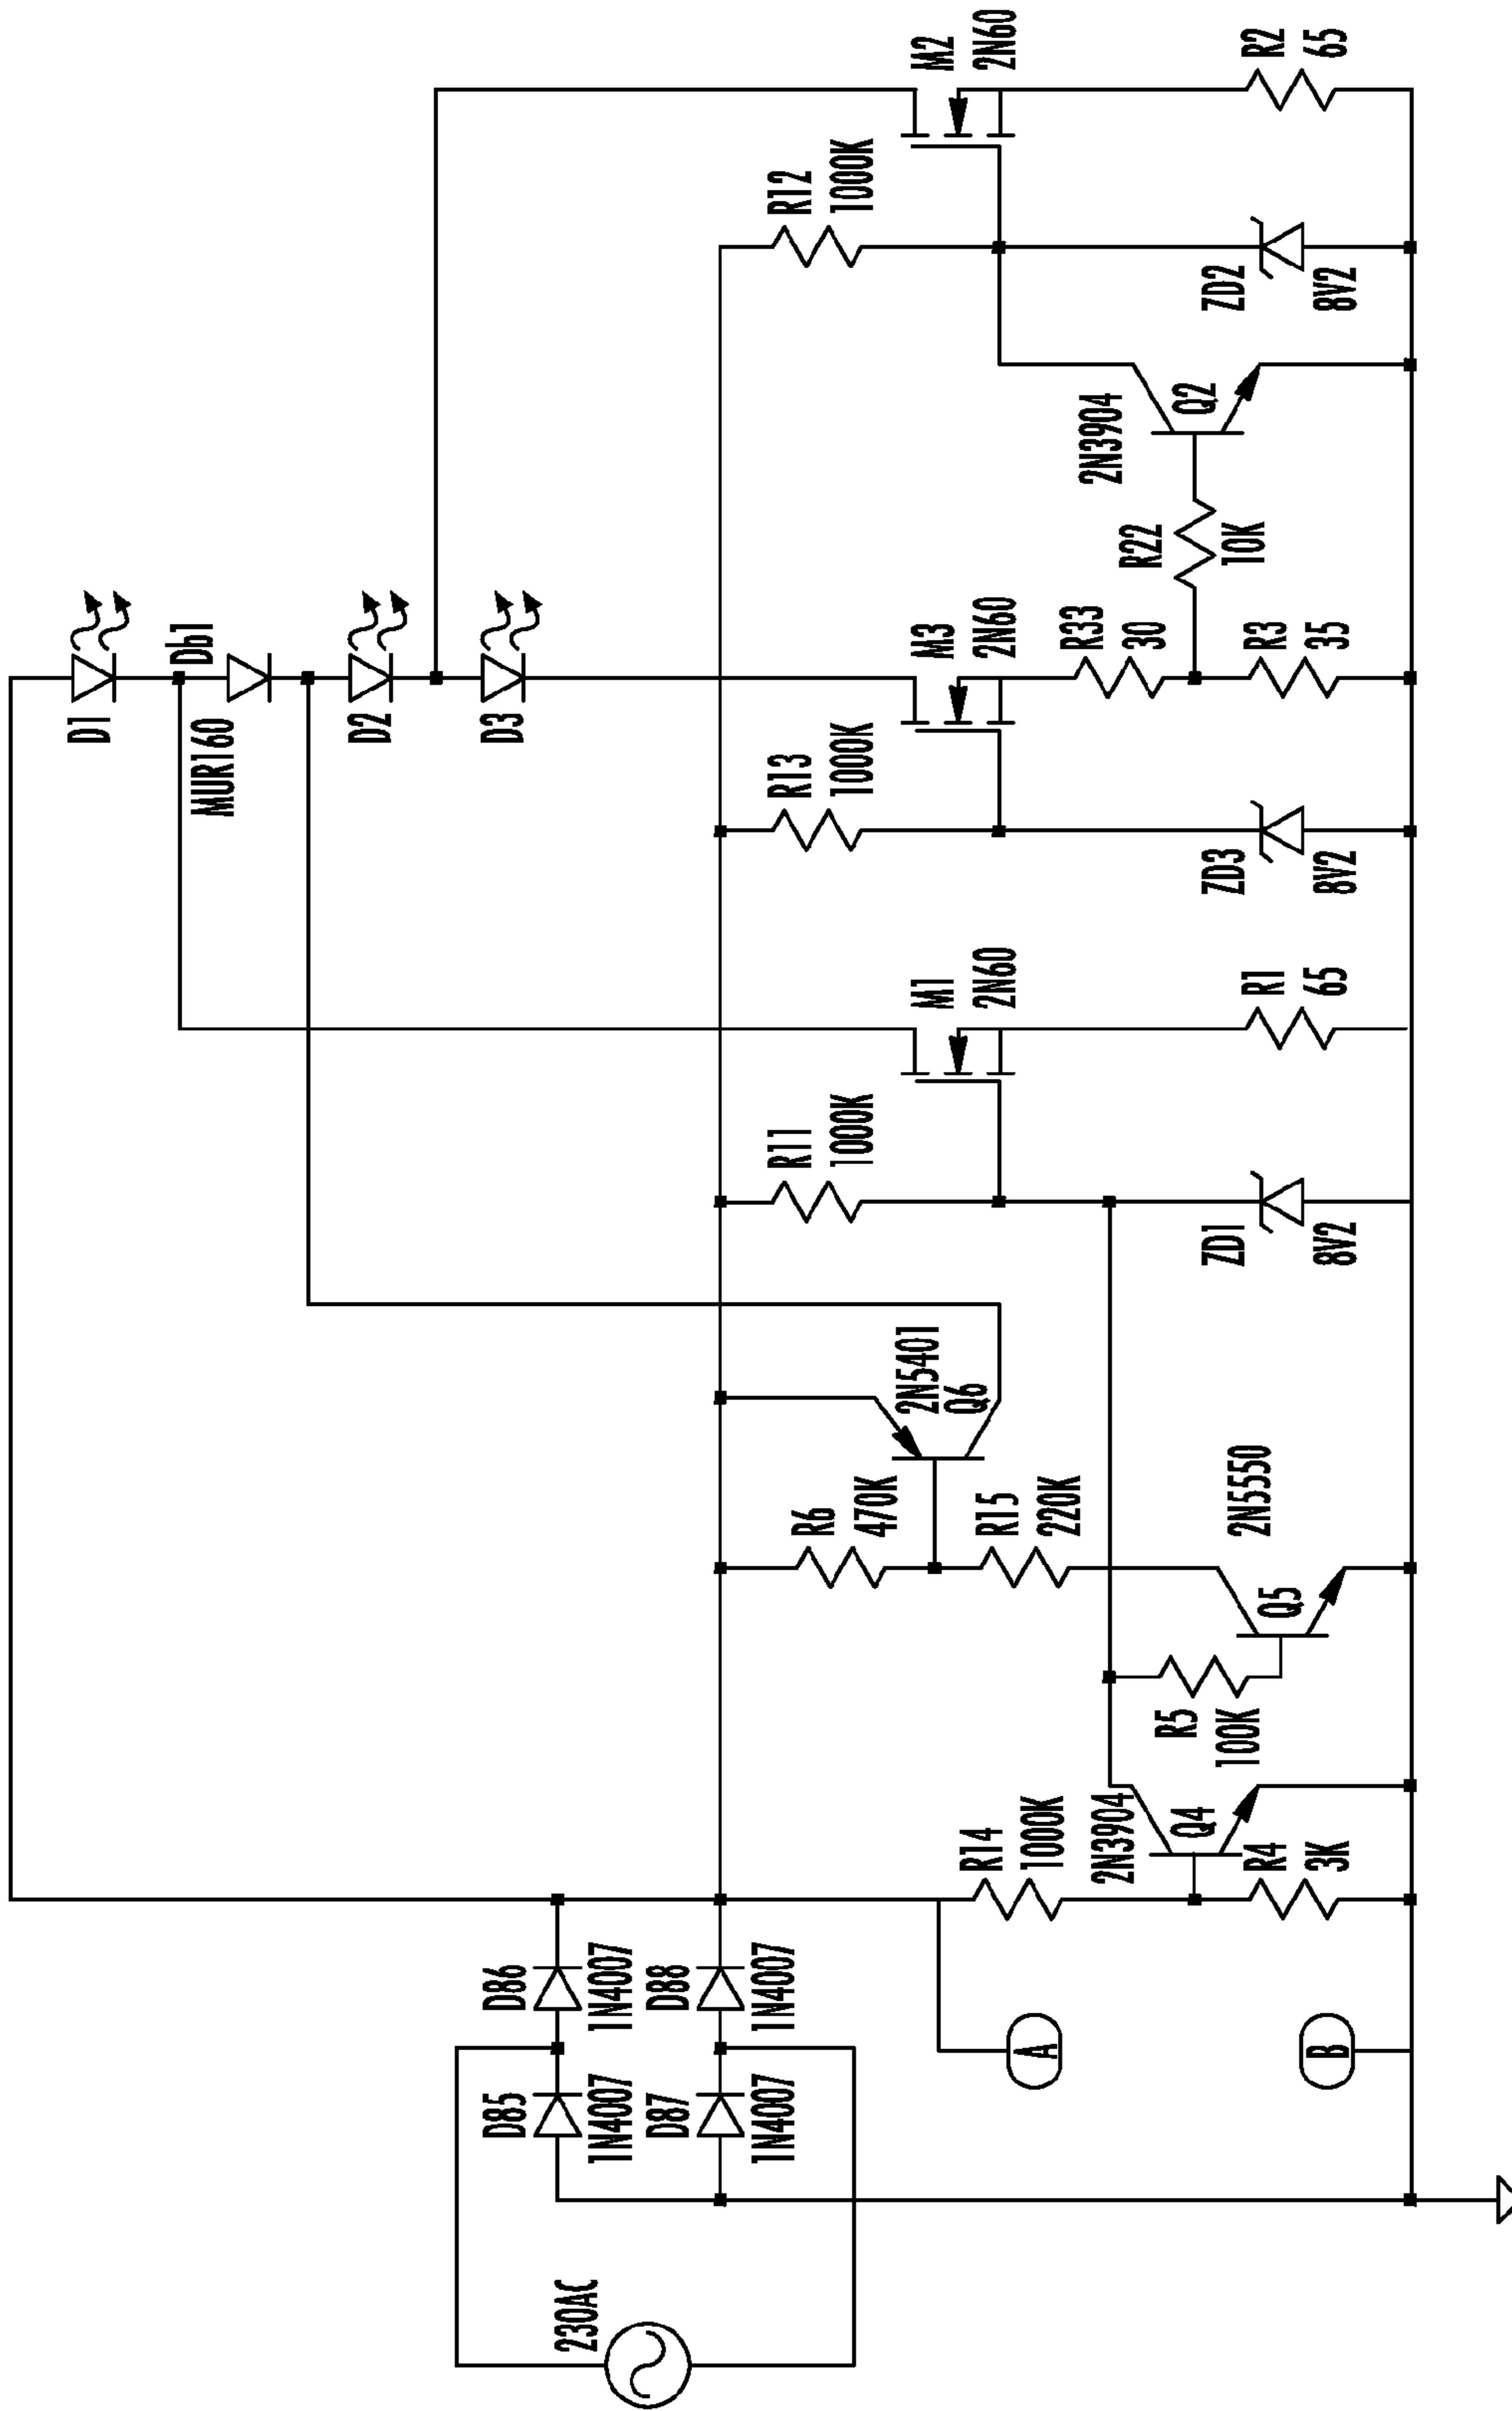 D1
Db1
MUR160
D2
D3
M2
2N60
R12
1000K
R2
65
ZD2
8V2
2N3904
Q2
R22
10K
M3
2N60
R33
30
R3
35
R13
1000K
ZD3
8V2
M1
2N60
R1
65
R11
1000K
ZD1
8V2
2N5401
Q6
R6
470K
R15
220K
2N5550
Q5
R5
100K
R14
1000K
2N3904
Q4
R4
3K
D86
1N4007
D88
1N4007
D85
1N4007
D87
1N4007
A
B
230AC